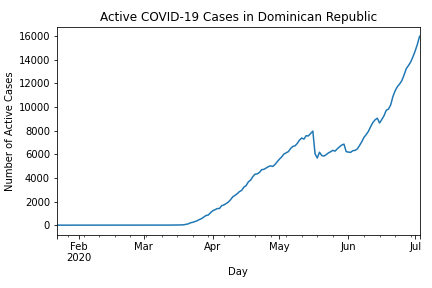 Active COVID-19 Cases in Dominican Republic
Number of Active Cases
16000
14000
12000
10000
8000
6000
4000
2000
0
Feb
2020
Mar
Apr
May
Jun
Jul
Day